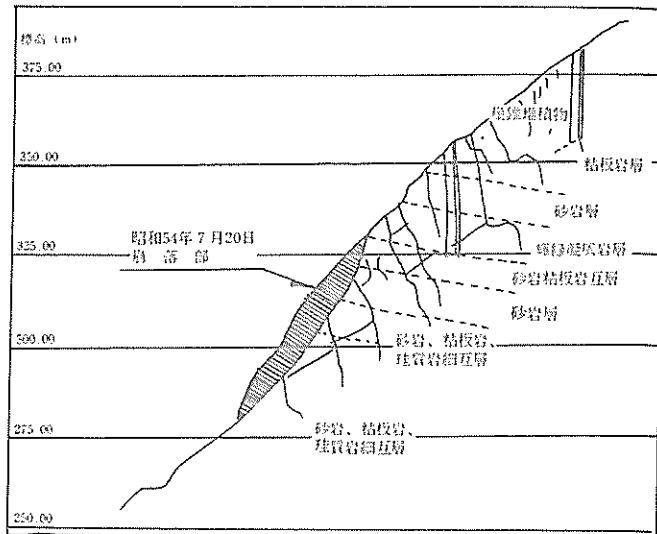 標高 (m)
375.00
崖錐堆積物
350.00
粘板岩層
砂岩層
昭和54年7月20日
崩落部
325.00
輝緑凝灰岩層
砂岩粘板岩互層
砂岩層
300.00
砂岩、粘板岩、
珪質岩細互層
砂岩、粘板岩、
珪質岩細互層
275.00
250.00